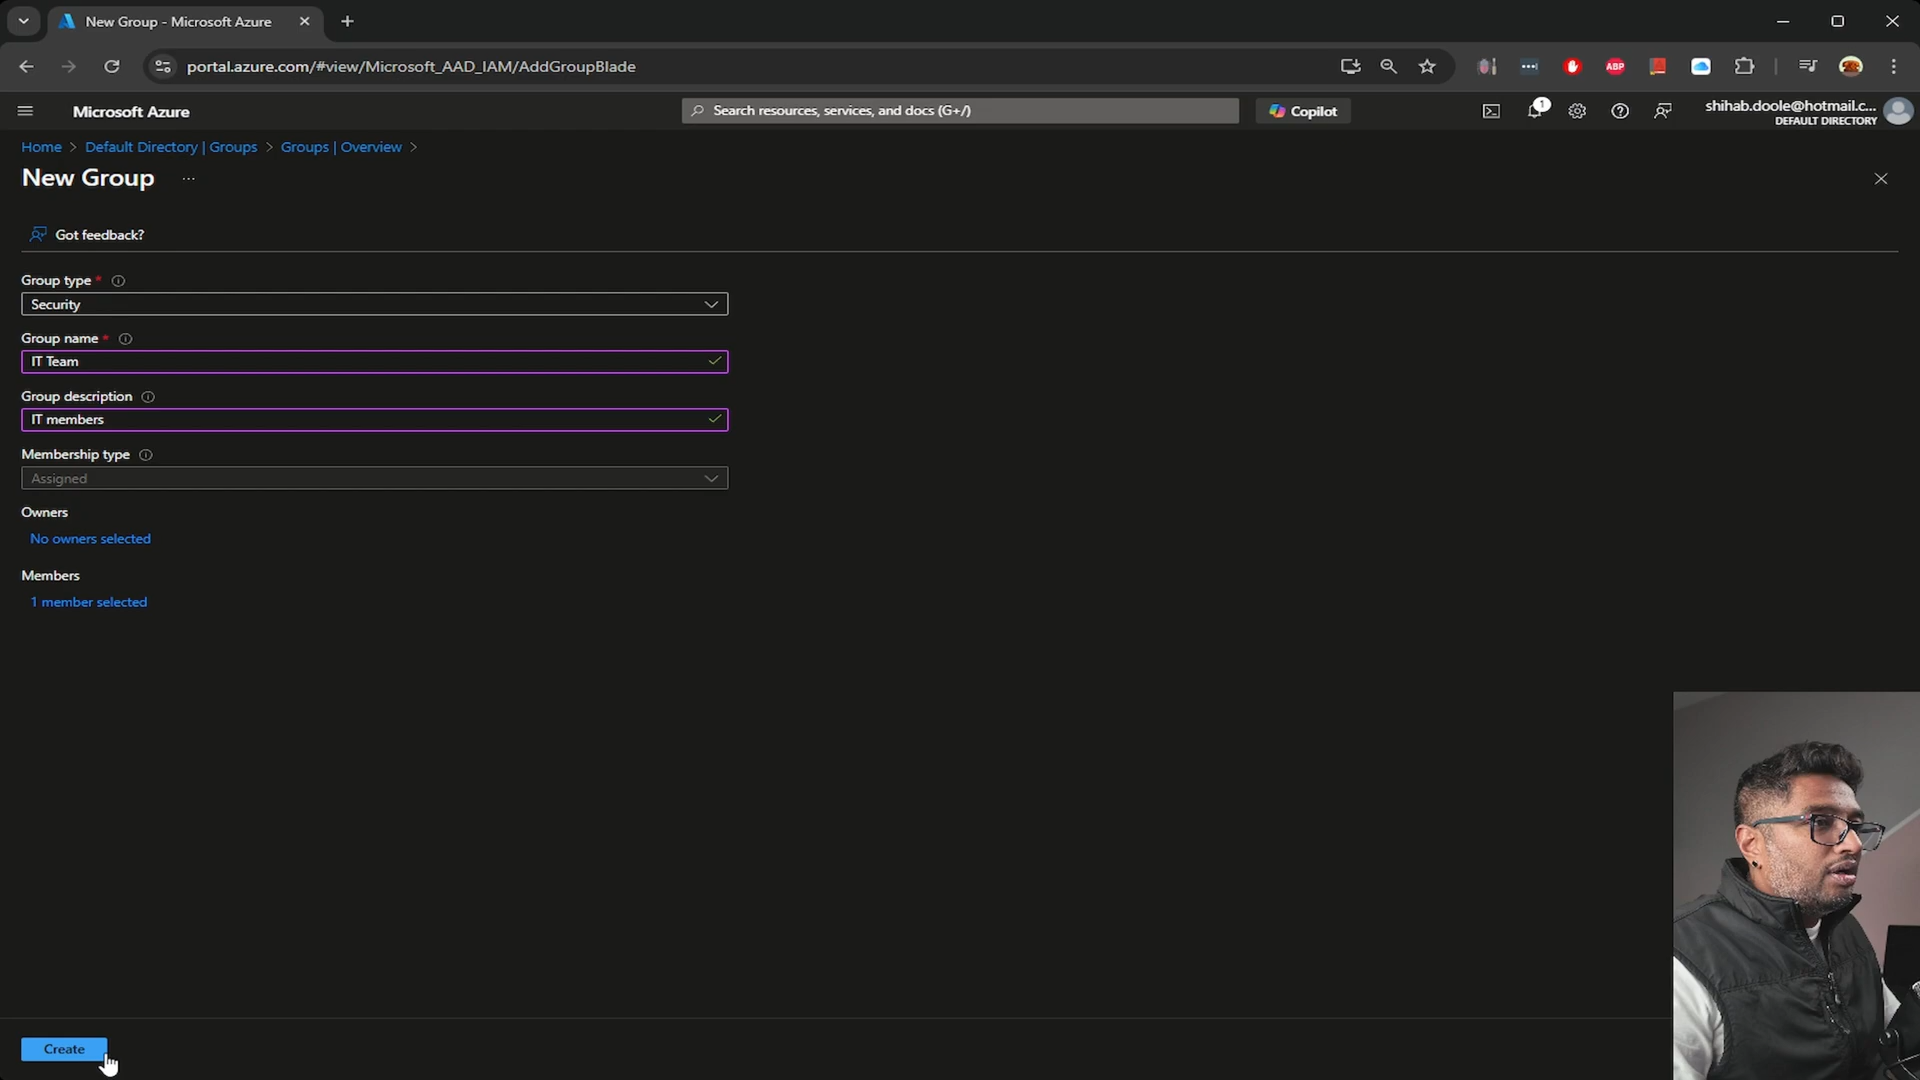 New Group - Microsoft Azure
portal.azure.com/#view/Microsoft_AAD_IAM/AddGroupBlade
ABP
Microsoft Azure
Search resources, services, and docs (G+/)
Copilot
1
shihab.doole@hotmail.c...
DEFAULT DIRECTORY
Home > Default Directory | Groups > Groups | Overview >
New Group ...
Got feedback?
Group type *
Security
Group name *
IT Team
Group description
IT members
Membership type
Assigned
Owners
No owners selected
Members
1 member selected
Create